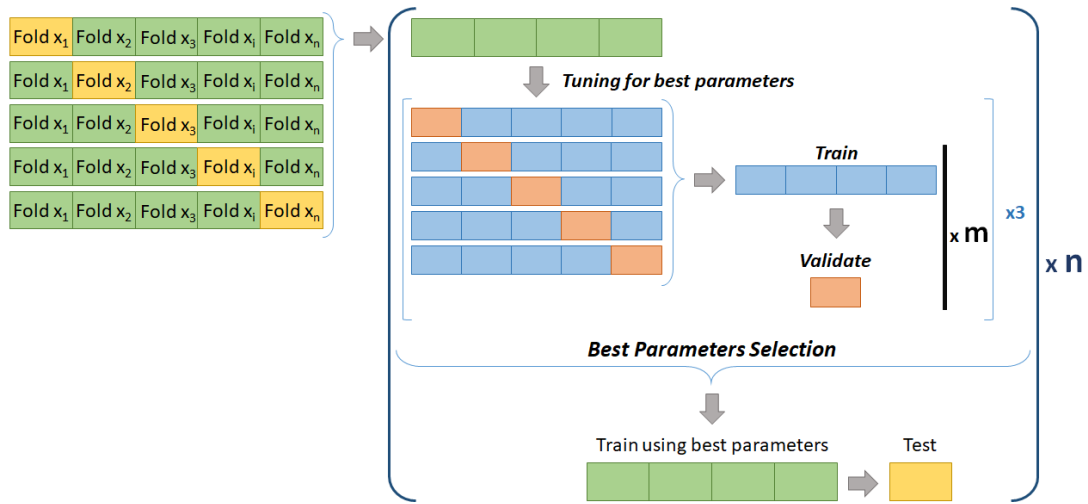 Fold x₁ Fold x₂ Fold x₃ Fold xᵢ Fold xₙ
Fold x₁ Fold x₂ Fold x₃ Fold xᵢ Fold xₙ
Fold x₁ Fold x₂ Fold x₃ Fold xᵢ Fold xₙ
Fold x₁ Fold x₂ Fold x₃ Fold xᵢ Fold xₙ
Fold x₁ Fold x₂ Fold x₃ Fold xᵢ Fold xₙ
Tuning for best parameters
Train
Validate
x m
x3
x n
Best Parameters Selection
Train using best parameters
Test